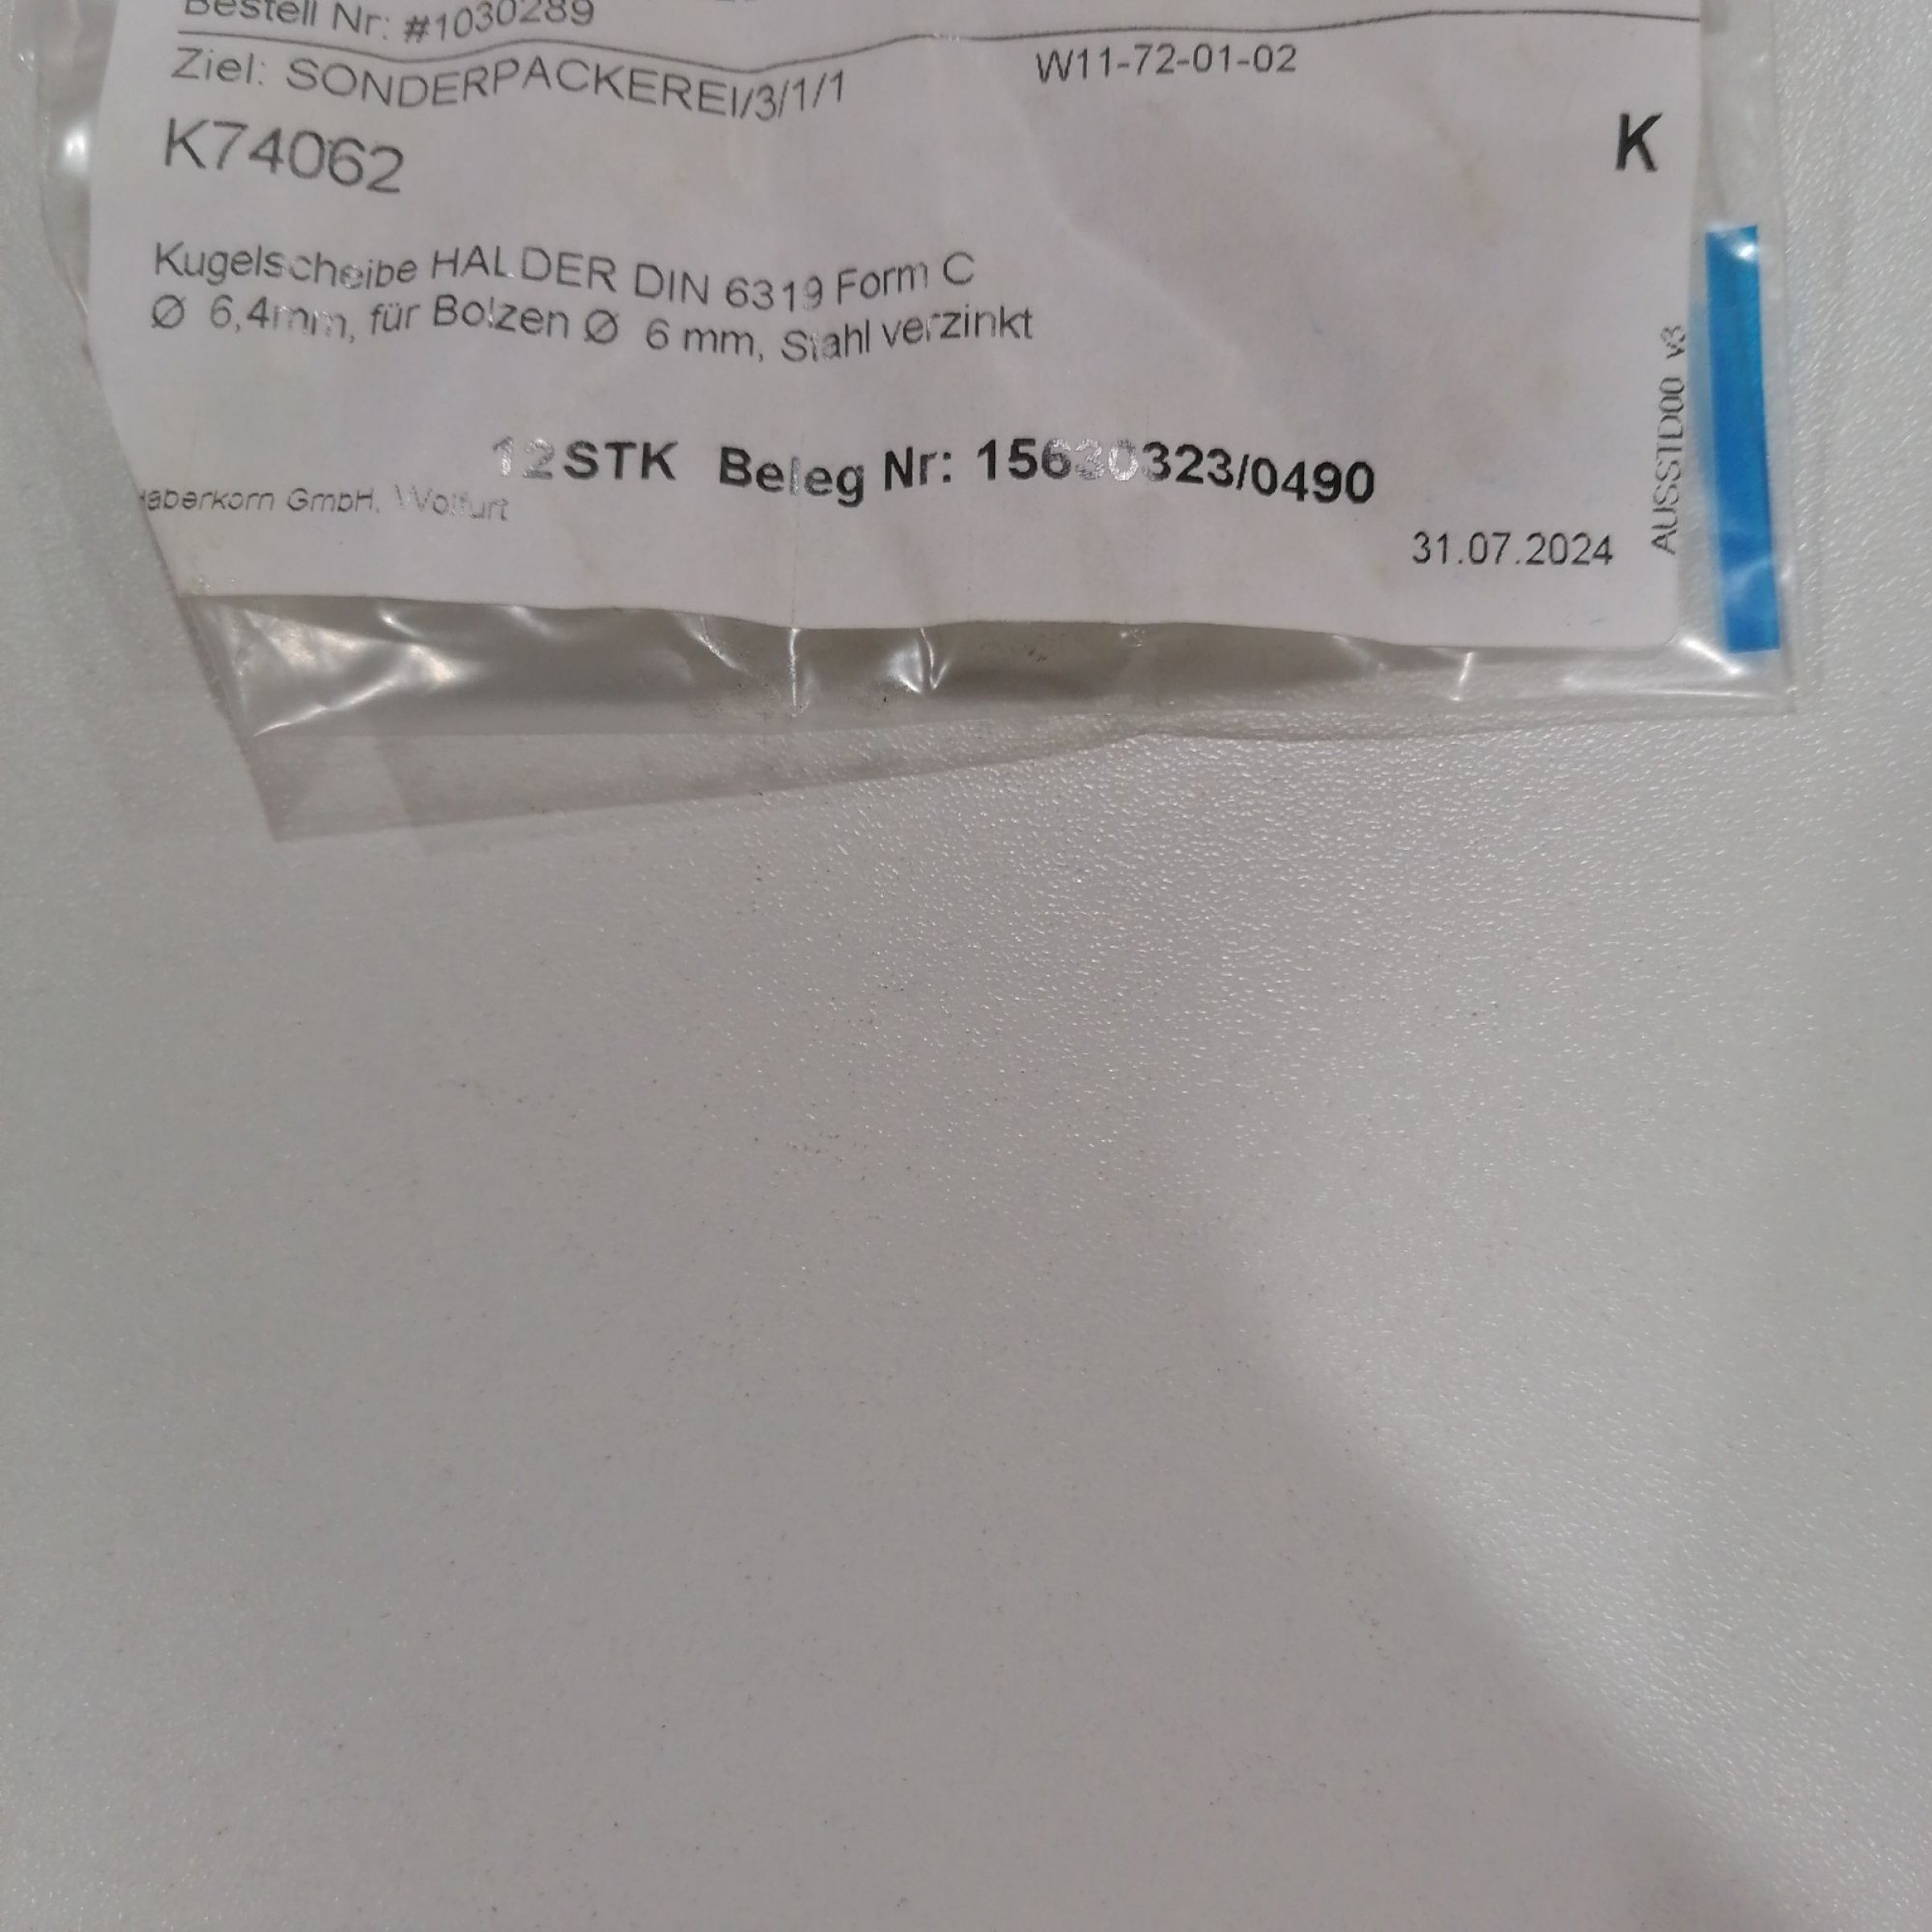 Bestell Nr: #1030289
Ziel: SONDERPACKEREI/3/1/1
W11-72-01-02
K74062
K
Kugelscheibe HALDER DIN 6319 Form C
Ø 6,4mm, für Bolzen Ø 6 mm, Stahl verzinkt
12STK Beleg Nr: 15630323/0490
Haberkorn GmbH, Wolfurt
31.07.2024
AUSSTD00 v3